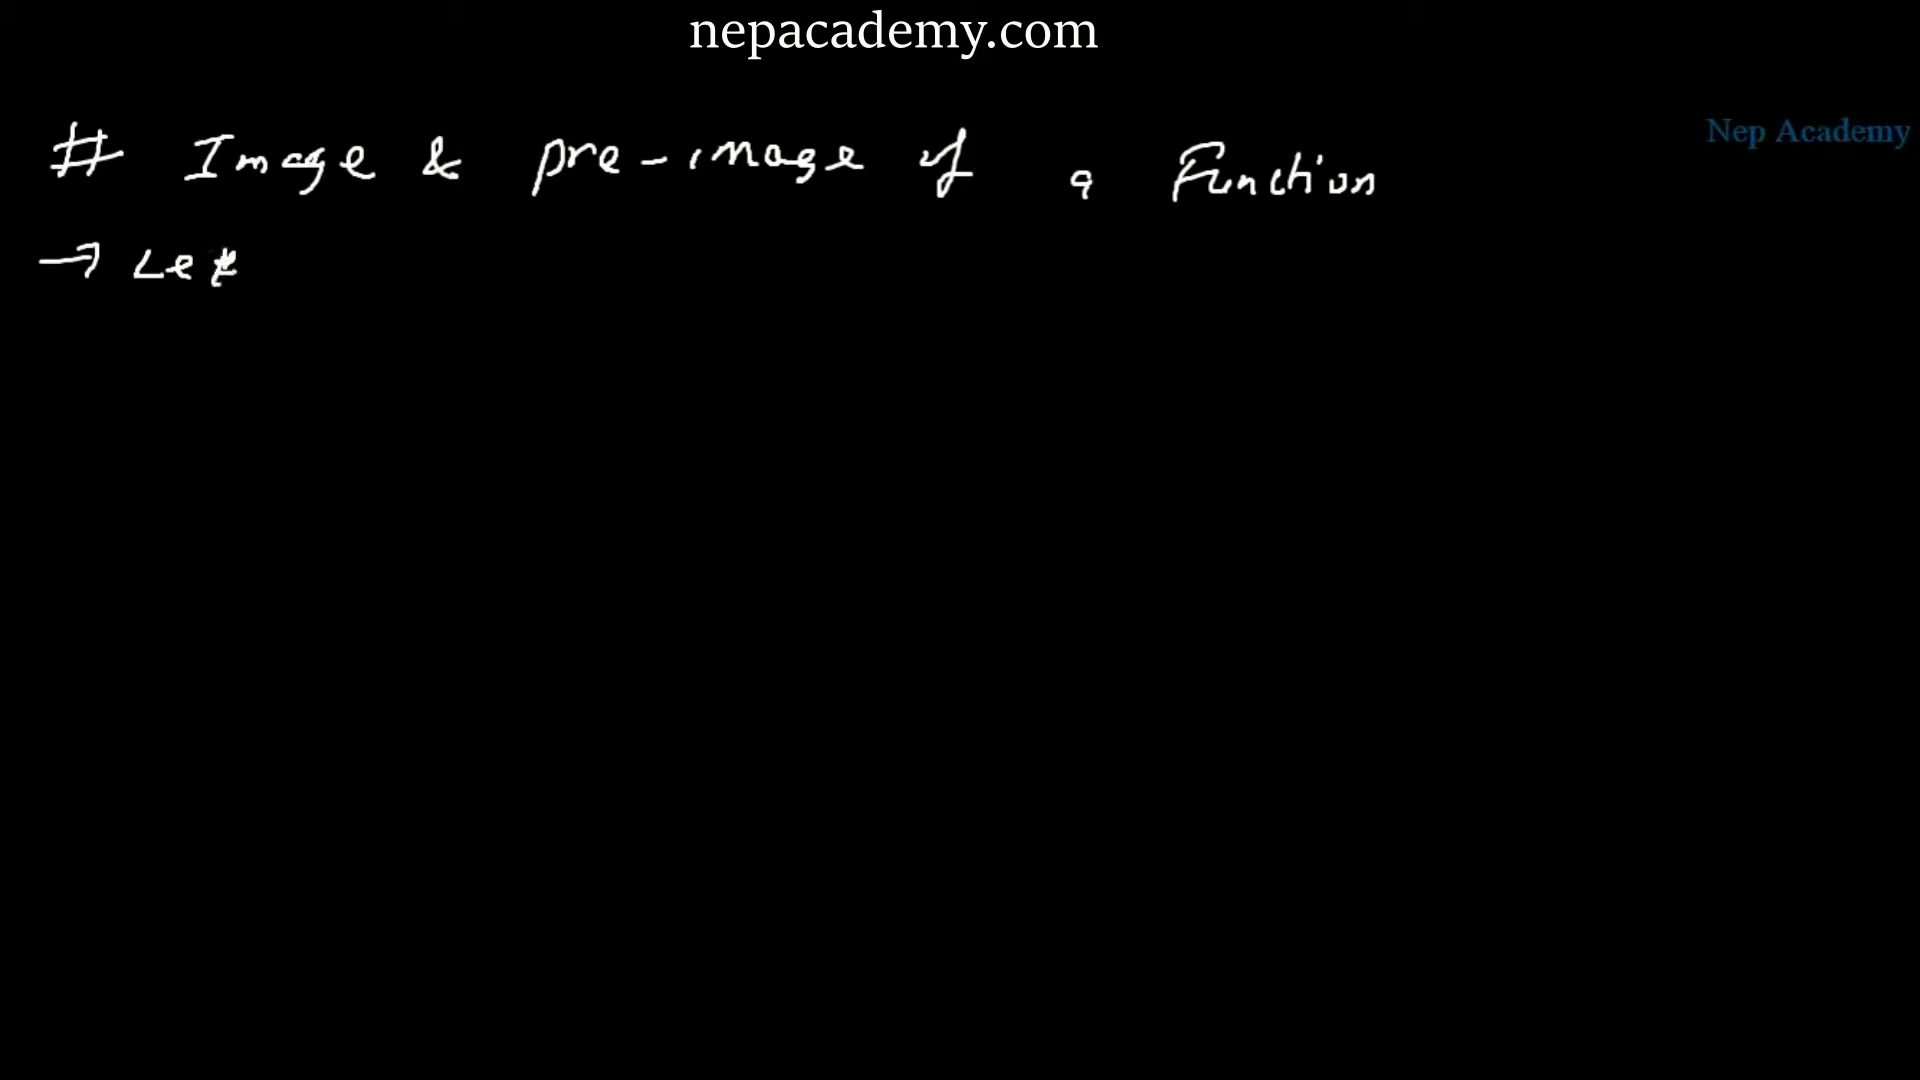 nepacademy.com
Nep Academy
# Image & pre-image of a Function
→ Let